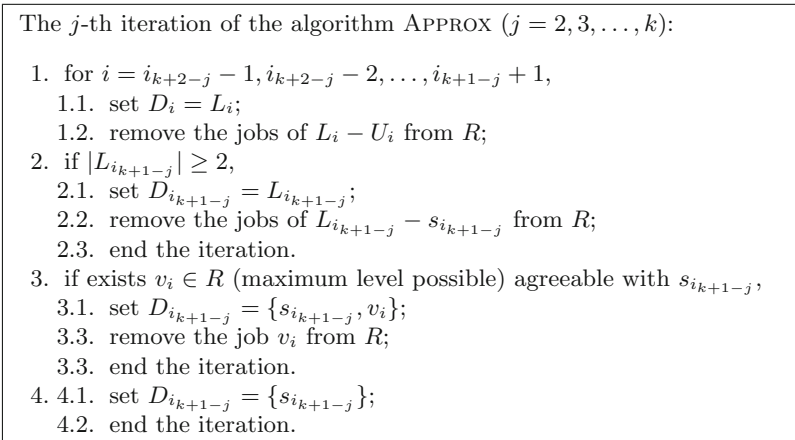 The j-th iteration of the algorithm APPROX (j = 2, 3, . . . , k):
1. for i = i_{k+2−j} − 1, i_{k+2−j} − 2, . . . , i_{k+1−j} + 1,
1.1. set D_i = L_i;
1.2. remove the jobs of L_i − U_i from R;
2. if |L_{i_{k+1−j}}| ≥ 2,
2.1. set D_{i_{k+1−j}} = L_{i_{k+1−j}};
2.2. remove the jobs of L_{i_{k+1−j}} − s_{i_{k+1−j}} from R;
2.3. end the iteration.
3. if exists v_i ∈ R (maximum level possible) agreeable with s_{i_{k+1−j}},
3.1. set D_{i_{k+1−j}} = {s_{i_{k+1−j}}, v_i};
3.3. remove the job v_i from R;
3.3. end the iteration.
4. 4.1. set D_{i_{k+1−j}} = {s_{i_{k+1−j}}};
4.2. end the iteration.